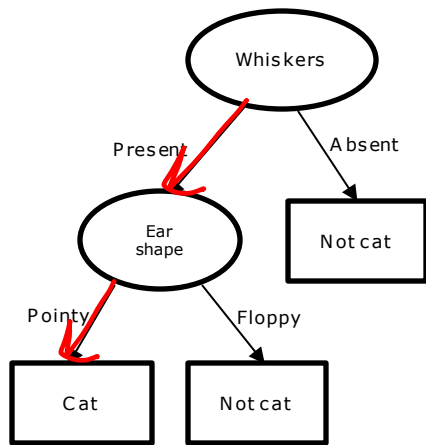 Whiskers
Present
Absent
Ear
shape
Not cat
Pointy
Floppy
Cat
Not cat